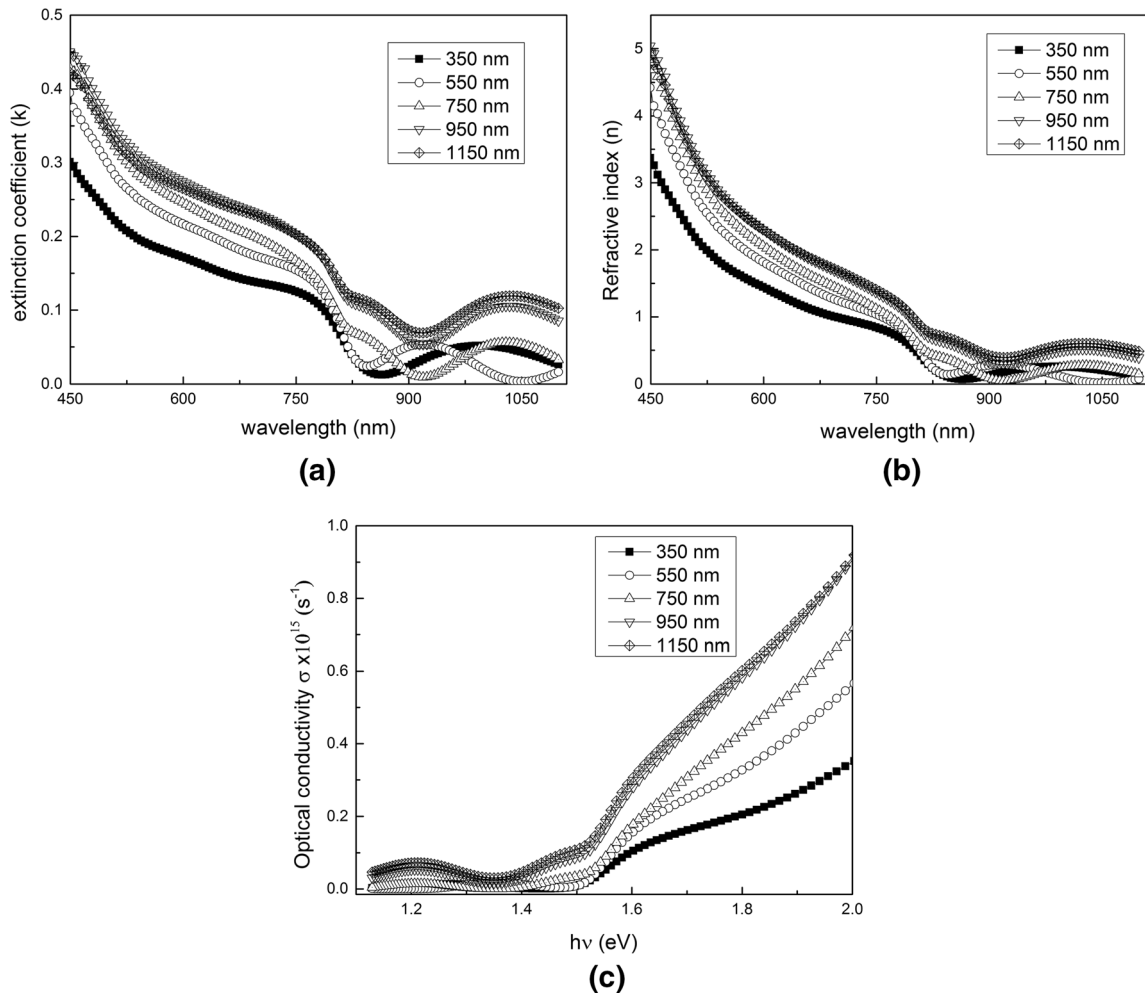 0.5
(a)
350 nm
550 nm
750 nm
950 nm
1150 nm
0.4
0.3
0.2
0.1
0.0
extinction coefficient (k)
450 600 750 900 1050
wavelength (nm)
(a)
(b)
350 nm
550 nm
750 nm
950 nm
1150 nm
5
4
3
2
1
0
Refractive index (n)
450 600 750 900 1050
wavelength (nm)
(b)
1.0
0.8
0.6
0.4
0.2
0.0
350 nm
550 nm
750 nm
950 nm
1150 nm
Optical conductivity σ x10¹⁵ (s⁻¹)
1.2 1.4 1.6 1.8 2.0
hν (eV)
(c)